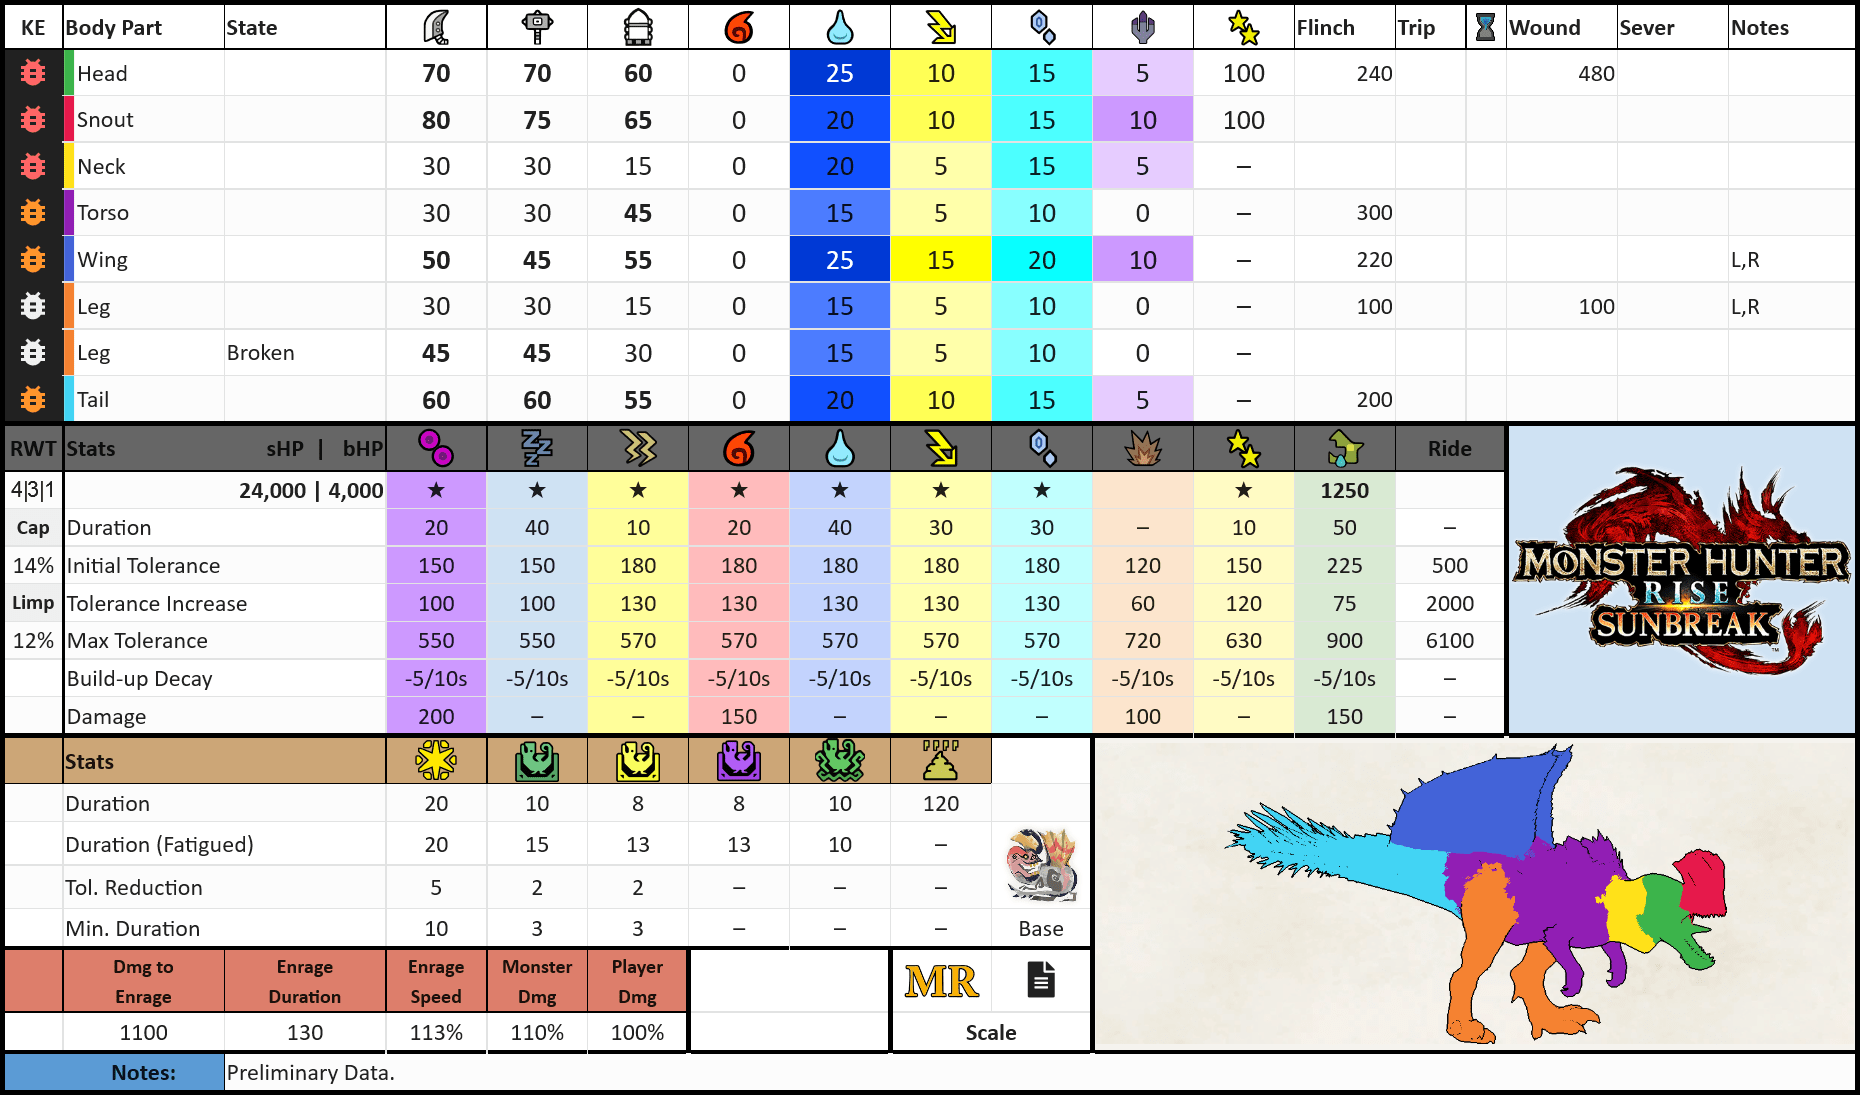 KE Body Part State Flinch Trip Wound Sever Notes
Head 70 70 60 0 25 10 15 5 100 240 480
Snout 80 75 65 0 20 10 15 10 100
Neck 30 30 15 0 20 5 15 5 –
Torso 30 30 45 0 15 5 10 0 – 300
Wing 50 45 55 0 25 15 20 10 – 220 L,R
Leg 30 30 15 0 15 5 10 0 – 100 100 L,R
Leg Broken 45 45 30 0 15 5 10 0 –
Tail 60 60 55 0 20 10 15 5 – 200
RWT Stats sHP | bHP Ride
4|3|1 24,000 | 4,000 ★ ★ ★ ★ ★ ★ ★ ★ 1250
Cap Duration 20 40 10 20 40 30 30 – 10 50 –
14% Initial Tolerance 150 150 180 180 180 180 180 120 150 225 500
Limp Tolerance Increase 100 100 130 130 130 130 130 60 120 75 2000
12% Max Tolerance 550 550 570 570 570 570 570 720 630 900 6100
Build-up Decay -5/10s -5/10s -5/10s -5/10s -5/10s -5/10s -5/10s -5/10s -5/10s -5/10s –
Damage 200 – – 150 – – – 100 – 150 –
MONSTER HUNTER
RISE
SUNBREAK™
Stats
Duration 20 10 8 8 10 120
Duration (Fatigued) 20 15 13 13 10 –
Tol. Reduction 5 2 2 – – –
Min. Duration 10 3 3 – – – Base
Dmg to Enrage Enrage Duration Enrage Speed Monster Dmg Player Dmg MR
1100 130 113% 110% 100% Scale
Notes: Preliminary Data.